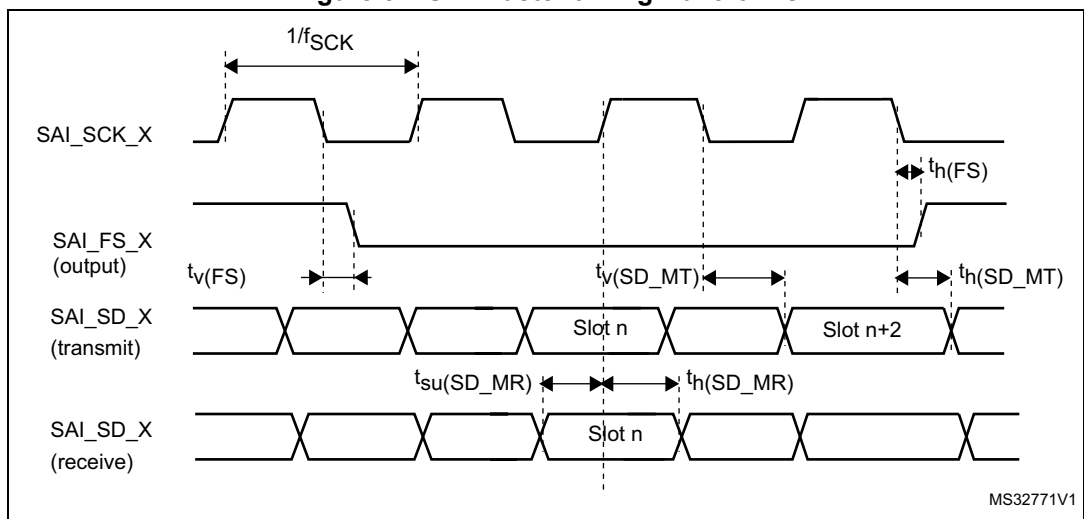 1/fSCK
SAI_SCK_X
th(FS)
SAI_FS_X
(output)
tv(FS)
tv(SD_MT)
th(SD_MT)
SAI_SD_X
(transmit)
Slot n
Slot n+2
tsu(SD_MR)
th(SD_MR)
SAI_SD_X
(receive)
Slot n
MS32771V1